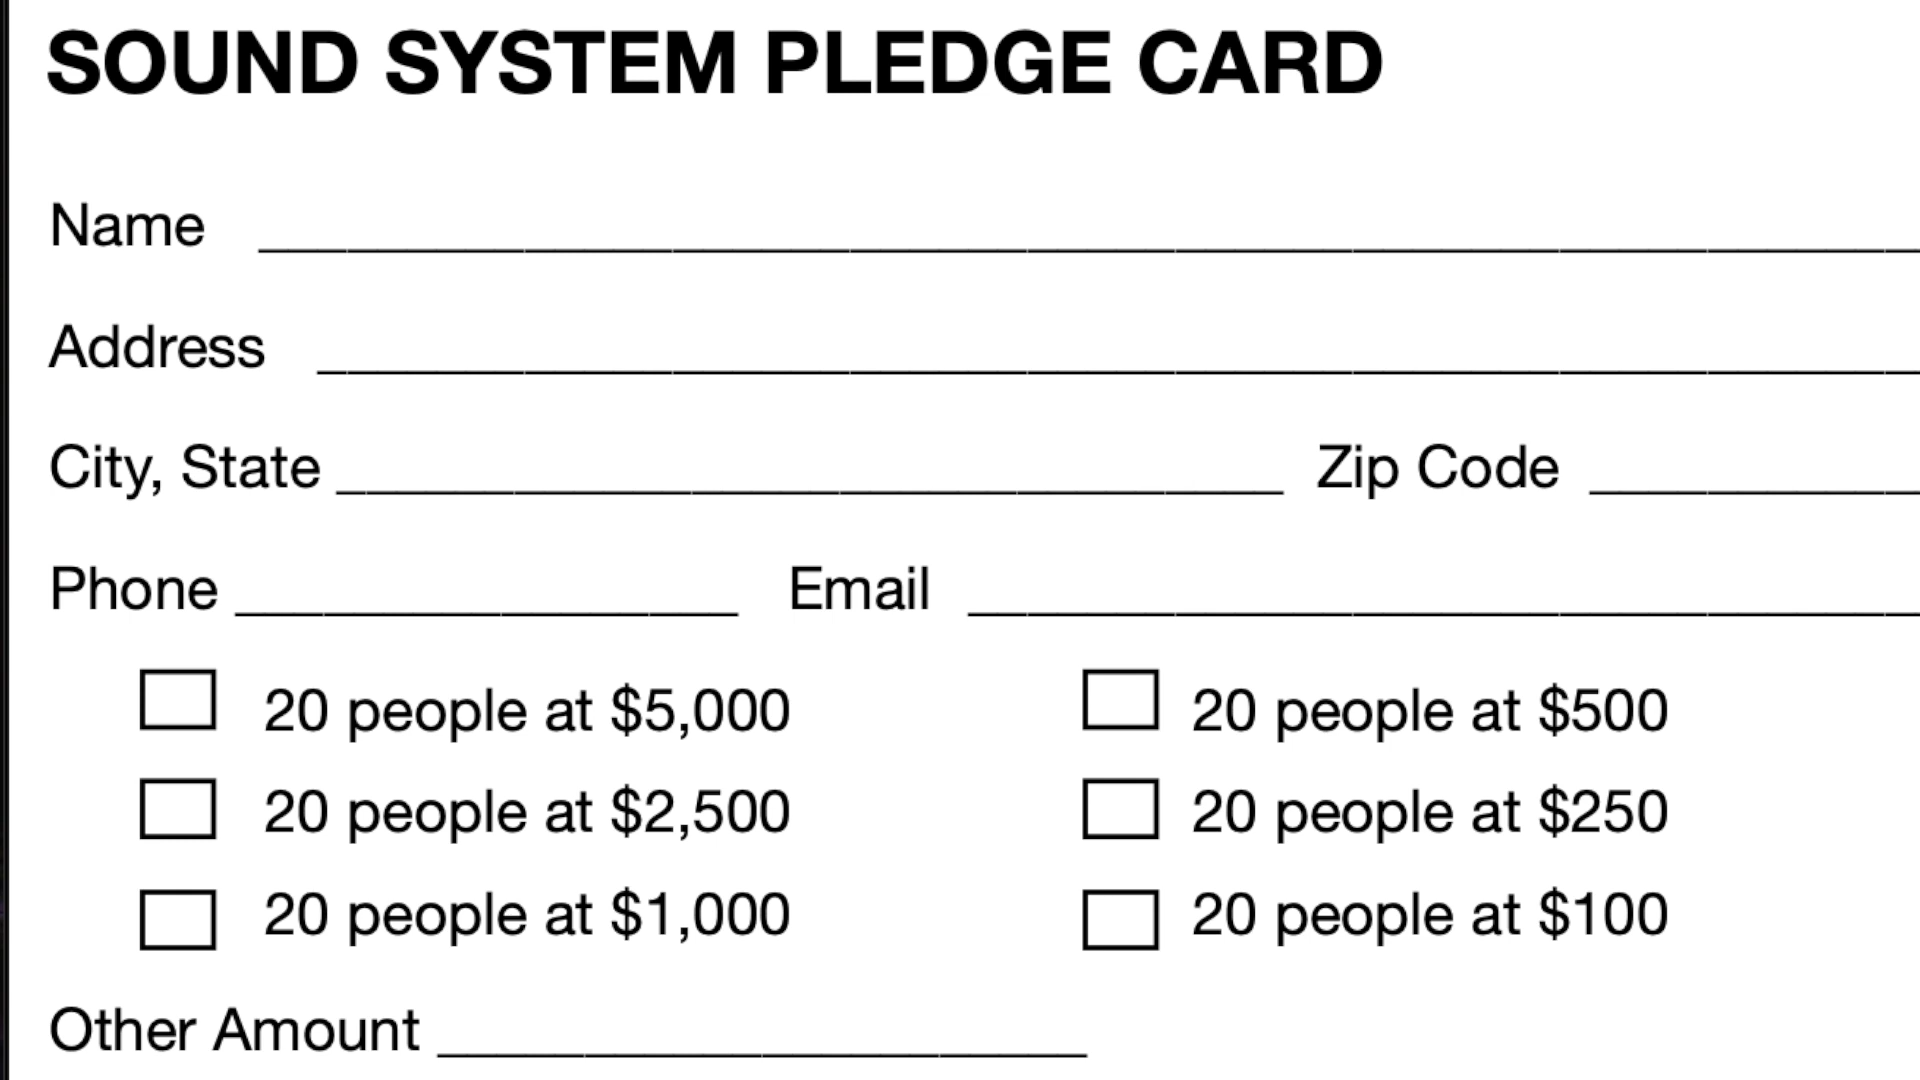 SOUND SYSTEM PLEDGE CARD
Name
Address
City, State Zip Code
Phone Email
20 people at $5,000 20 people at $500
20 people at $2,500 20 people at $250
20 people at $1,000 20 people at $100
Other Amount